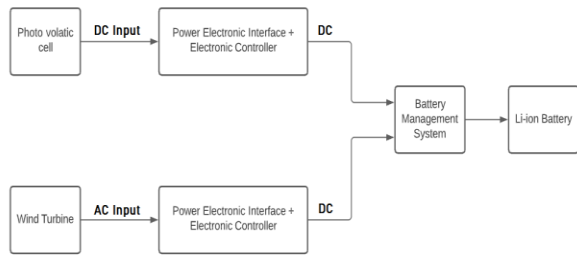 Photo volatic
cell
DC Input
Power Electronic Interface +
Electronic Controller
DC
Battery
Management
System
Li-ion Battery
Wind Turbine
AC Input
Power Electronic Interface +
Electronic Controller
DC